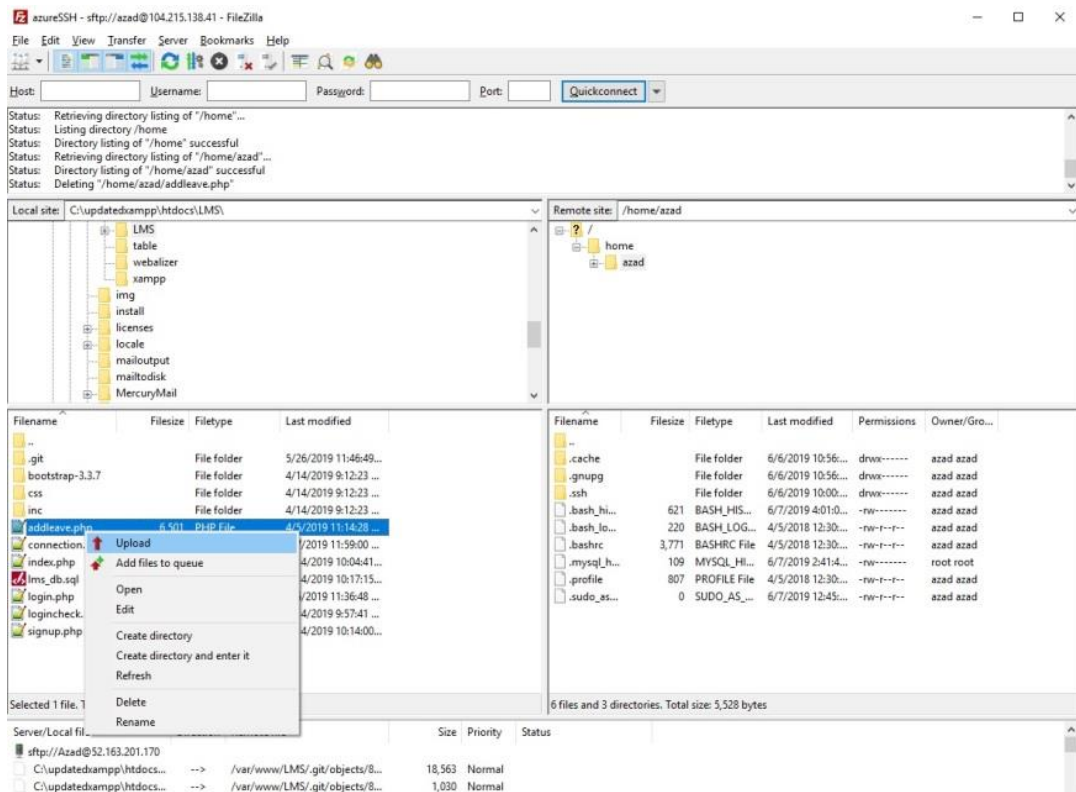 azureSSH - sftp://azad@104.215.138.41 - FileZilla
File Edit View Transfer Server Bookmarks Help
Host: Username: Password: Port: Quickconnect
Status: Retrieving directory listing of "/home"...
Status: Listing directory /home
Status: Directory listing of "/home" successful
Status: Retrieving directory listing of "/home/azad"...
Status: Directory listing of "/home/azad" successful
Status: Deleting "/home/azad/addleave.php"
Local site: C:\updatedxampp\htdocs\LMS\
LMS
table
webalizer
xampp
img
install
licenses
locale
mailoutput
mailtodisk
MercuryMail
Remote site: /home/azad
? /
home
azad
Filename Filesize Filetype Last modified
..
.git File folder 5/26/2019 11:46:49...
bootstrap-3.3.7 File folder 4/14/2019 9:12:23 ...
css File folder 4/14/2019 9:12:23 ...
inc File folder 4/14/2019 9:12:23 ...
addleave.php 6,501 PHP File 4/5/2019 11:14:28 ...
connection. /2019 11:59:00 ...
index.php 4/2019 10:04:41...
lms_db.sql 4/2019 10:17:15...
login.php /2019 11:36:48 ...
logincheck. 4/2019 9:57:41 ...
signup.php 4/2019 10:14:00...
Upload
Add files to queue
Open
Edit
Create directory
Create directory and enter it
Refresh
Delete
Rename
Selected 1 file.
Filename Filesize Filetype Last modified Permissions Owner/Gro...
..
.cache File folder 6/6/2019 10:56:... drwx------ azad azad
.gnupg File folder 6/6/2019 10:56:... drwx------ azad azad
.ssh File folder 6/6/2019 10:00:... drwx------ azad azad
.bash_hi... 621 BASH_HIS... 6/7/2019 4:01:0... -rw------- azad azad
.bash_lo... 220 BASH_LOG... 4/5/2018 12:30:... -rw-r--r-- azad azad
.bashrc 3,771 BASHRC File 4/5/2018 12:30:... -rw-r--r-- azad azad
.mysql_h... 109 MYSQL_HI... 6/7/2019 2:41:4... -rw------- root root
.profile 807 PROFILE File 4/5/2018 12:30:... -rw-r--r-- azad azad
.sudo_as... 0 SUDO_AS_... 6/7/2019 12:45:... -rw-r--r-- azad azad
6 files and 3 directories. Total size: 5,528 bytes
Server/Local fil Size Priority Status
sftp://Azad@52.163.201.170
C:\updatedxampp\htdocs... --> /var/www/LMS/.git/objects/8... 18,563 Normal
C:\updatedxampp\htdocs... --> /var/www/LMS/.git/objects/8... 1,030 Normal